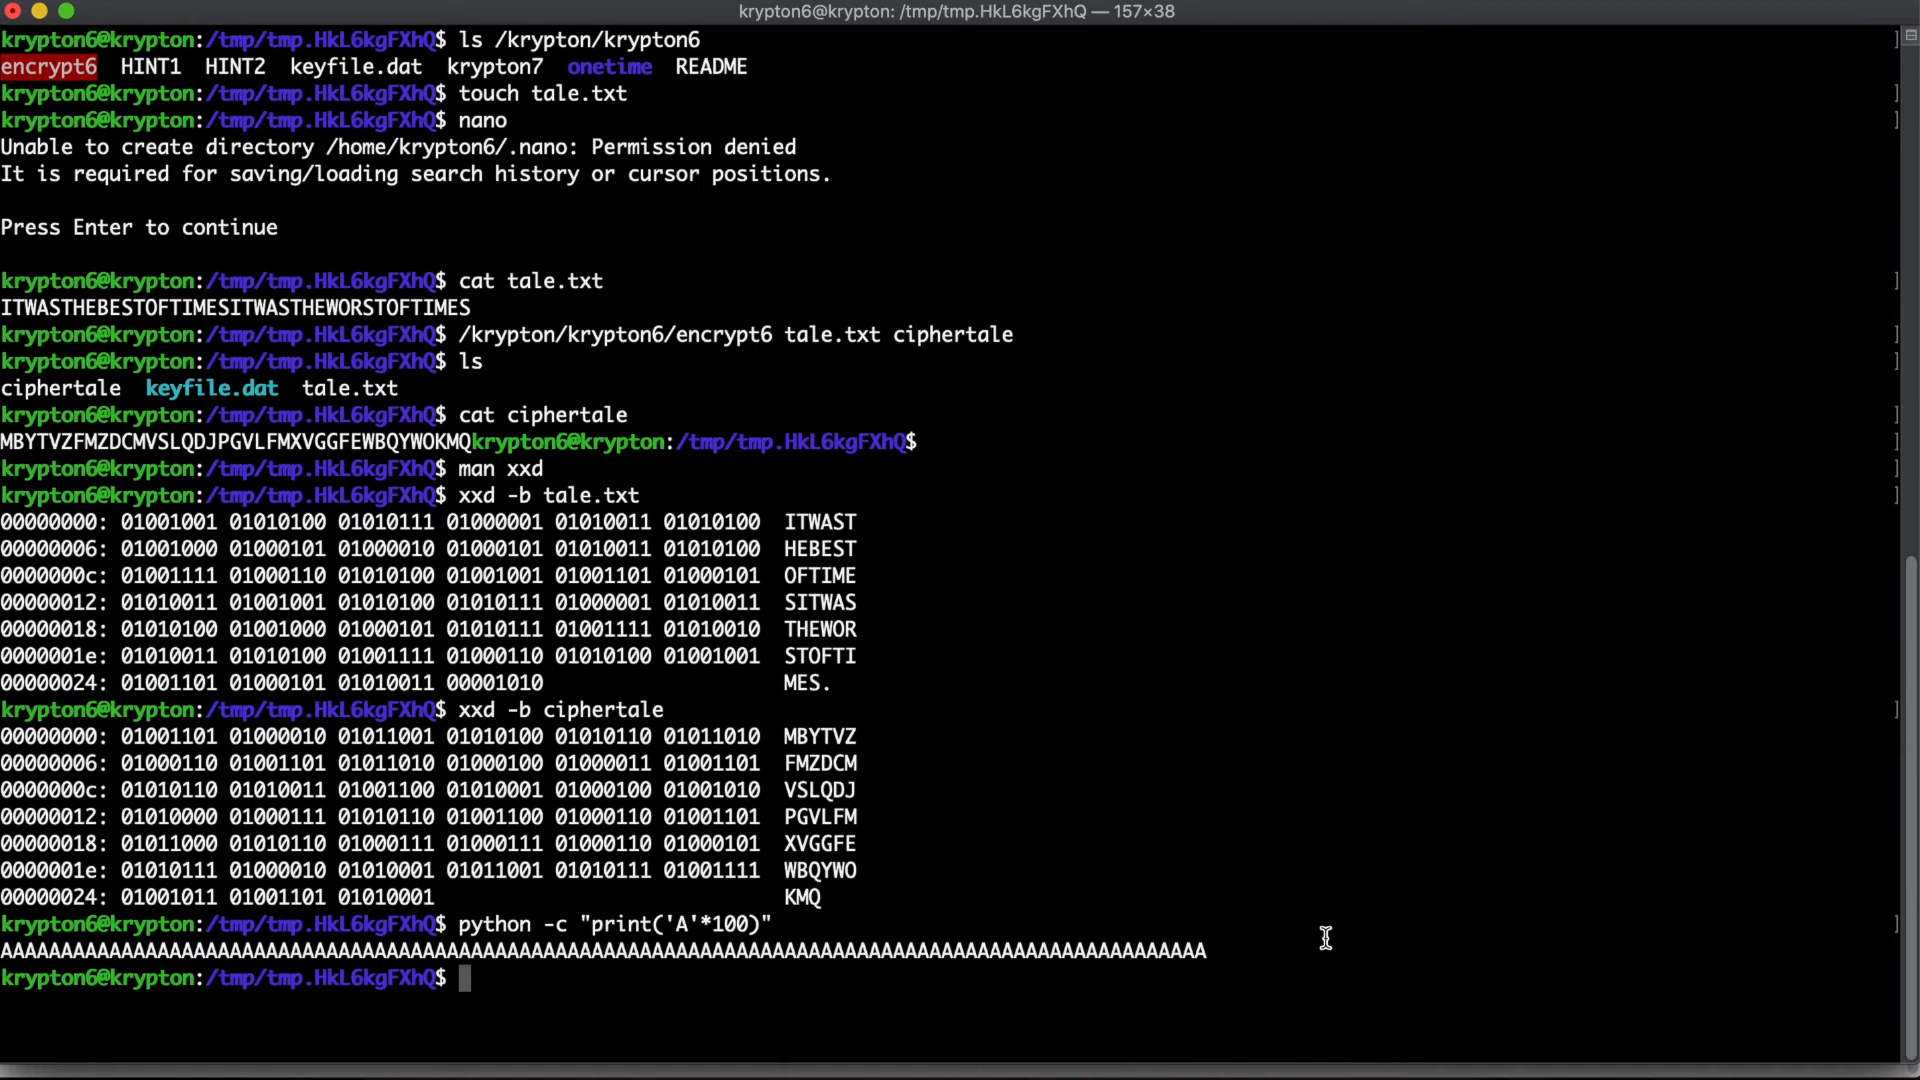 krypton6@krypton: /tmp/tmp.HkL6kgFXhQ — 157×38
krypton6@krypton:/tmp/tmp.HkL6kgFXhQ$ ls /krypton/krypton6
encrypt6  HINT1  HINT2  keyfile.dat  krypton7  onetime  README
krypton6@krypton:/tmp/tmp.HkL6kgFXhQ$ touch tale.txt
krypton6@krypton:/tmp/tmp.HkL6kgFXhQ$ nano
Unable to create directory /home/krypton6/.nano: Permission denied
It is required for saving/loading search history or cursor positions.
Press Enter to continue
krypton6@krypton:/tmp/tmp.HkL6kgFXhQ$ cat tale.txt
ITWASTHEBESTOFTIMESITWASTHEWORSTOFTIMES
krypton6@krypton:/tmp/tmp.HkL6kgFXhQ$ /krypton/krypton6/encrypt6 tale.txt ciphertale
krypton6@krypton:/tmp/tmp.HkL6kgFXhQ$ ls
ciphertale  keyfile.dat  tale.txt
krypton6@krypton:/tmp/tmp.HkL6kgFXhQ$ cat ciphertale
MBYTVZFMZDCMVSLQDJPGVLFMXVGGFEWBQYWOKMQkrypton6@krypton:/tmp/tmp.HkL6kgFXhQ$
krypton6@krypton:/tmp/tmp.HkL6kgFXhQ$ man xxd
krypton6@krypton:/tmp/tmp.HkL6kgFXhQ$ xxd -b tale.txt
00000000: 01001001 01010100 01010111 01000001 01010011 01010100  ITWAST
00000006: 01001000 01000101 01000010 01000101 01010011 01010100  HEBEST
0000000c: 01001111 01000110 01010100 01001001 01001101 01000101  OFTIME
00000012: 01010011 01001001 01010100 01010111 01000001 01010011  SITWAS
00000018: 01010100 01001000 01000101 01010111 01001111 01010010  THEWOR
0000001e: 01010011 01010100 01001111 01000110 01010100 01001001  STOFTI
00000024: 01001101 01000101 01010011 00001010                    MES.
krypton6@krypton:/tmp/tmp.HkL6kgFXhQ$ xxd -b ciphertale
00000000: 01001101 01000010 01011001 01010100 01010110 01011010  MBYTVZ
00000006: 01000110 01001101 01011010 01000100 01000011 01001101  FMZDCM
0000000c: 01010110 01010011 01001100 01010001 01000100 01001010  VSLQDJ
00000012: 01010000 01000111 01010110 01001100 01000110 01001101  PGVLFM
00000018: 01011000 01010110 01000111 01000111 01000110 01000101  XVGGFE
0000001e: 01010111 01000010 01010001 01011001 01010111 01001111  WBQYWO
00000024: 01001011 01001101 01010001                             KMQ
krypton6@krypton:/tmp/tmp.HkL6kgFXhQ$ python -c "print('A'*100)"
AAAAAAAAAAAAAAAAAAAAAAAAAAAAAAAAAAAAAAAAAAAAAAAAAAAAAAAAAAAAAAAAAAAAAAAAAAAAAAAAAAAAAAAAAAAAAAAAAAAA
krypton6@krypton:/tmp/tmp.HkL6kgFXhQ$